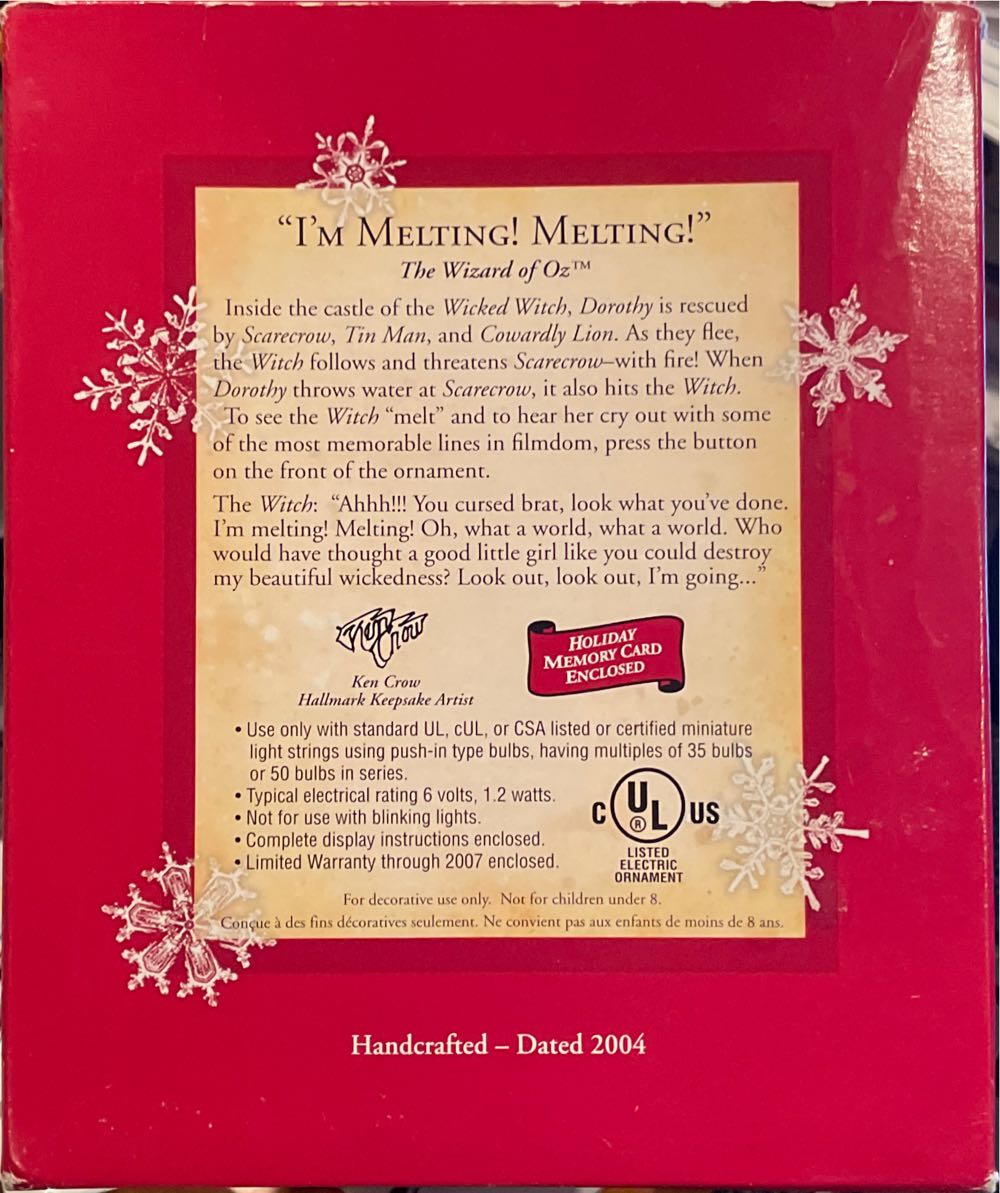 “I’M MELTING! MELTING!”
The Wizard of Oz™
Inside the castle of the Wicked Witch, Dorothy is rescued
by Scarecrow, Tin Man, and Cowardly Lion. As they flee,
the Witch follows and threatens Scarecrow–with fire! When
Dorothy throws water at Scarecrow, it also hits the Witch.
To see the Witch “melt” and to hear her cry out with some
of the most memorable lines in filmdom, press the button
on the front of the ornament.
The Witch: “Ahhh!!! You cursed brat, look what you’ve done.
I’m melting! Melting! Oh, what a world, what a world. Who
would have thought a good little girl like you could destroy
my beautiful wickedness? Look out, look out, I’m going...”
Ken Crow
Ken Crow
Hallmark Keepsake Artist
HOLIDAY
MEMORY CARD
ENCLOSED
• Use only with standard UL, cUL, or CSA listed or certified miniature
light strings using push-in type bulbs, having multiples of 35 bulbs
or 50 bulbs in series.
• Typical electrical rating 6 volts, 1.2 watts.
• Not for use with blinking lights.
• Complete display instructions enclosed.
• Limited Warranty through 2007 enclosed.
C UL® US
LISTED
ELECTRIC
ORNAMENT
For decorative use only. Not for children under 8.
Conçue à des fins décoratives seulement. Ne convient pas aux enfants de moins de 8 ans.
Handcrafted – Dated 2004